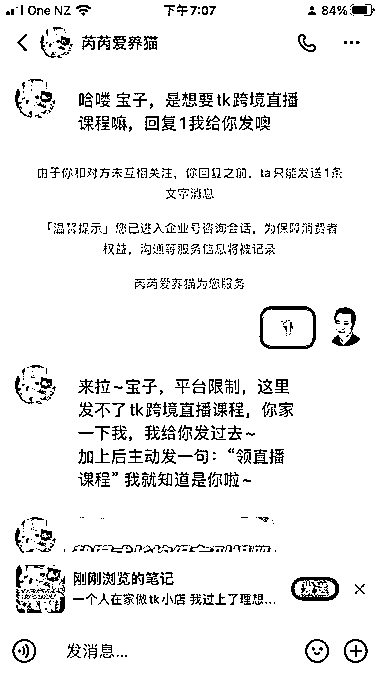 One NZ
下午7:07
84%
芮芮爱养猫
哈喽 宝子，是想要tk跨境直播
课程嘛，回复1我给你发噢
由于你和对方未互相关注，你回复之前，ta只能发送1条
文字消息
「温馨提示」您已进入企业号咨询会话，为保障消费者
权益，沟通等服务信息将被记录
芮芮爱养猫为您服务
来拉~宝子，平台限制，这里
发不了tk跨境直播课程，你家
一下我，我给你发过去~
加上后主动发一句：“领直播
课程”我就知道是你啦~
刚刚浏览的笔记
一个人在家做tk小店 我过上了理想...
发送
发消息...